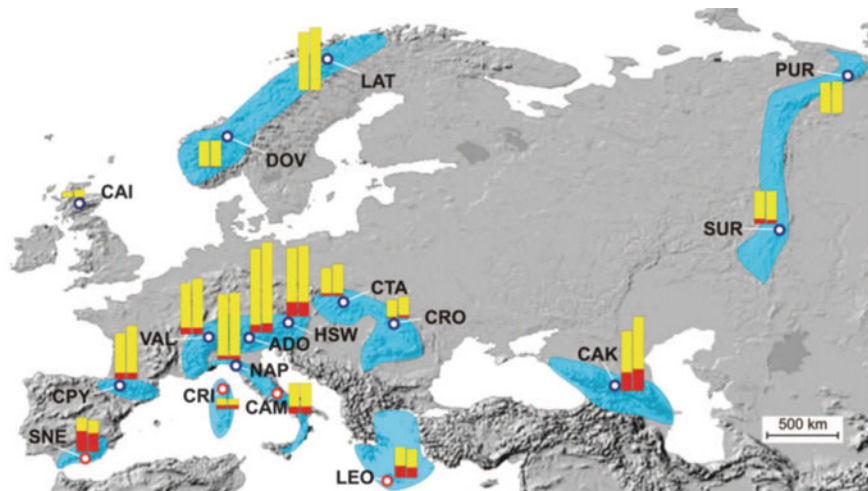 LAT
PUR
DOV
CAI
SUR
CTA
CRO
VAL
ADO
HSW
NAP
CAK
CPY
CRI
CAM
500 km
SNE
LEO